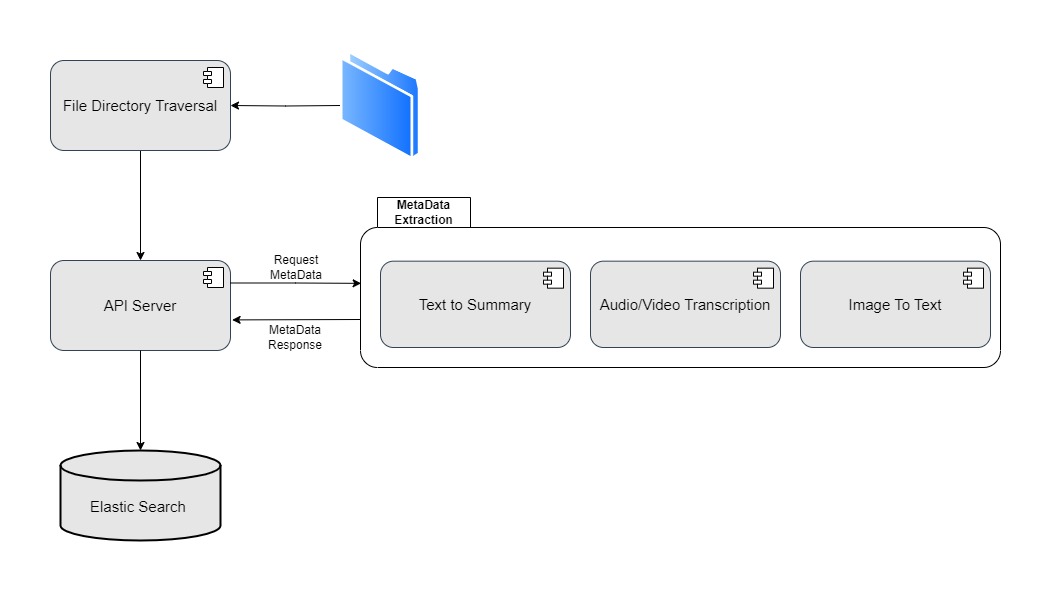 File Directory Traversal
MetaData
Extraction
Request
MetaData
API Server
Text to Summary
Audio/Video Transcription
Image To Text
MetaData
Response
Elastic Search